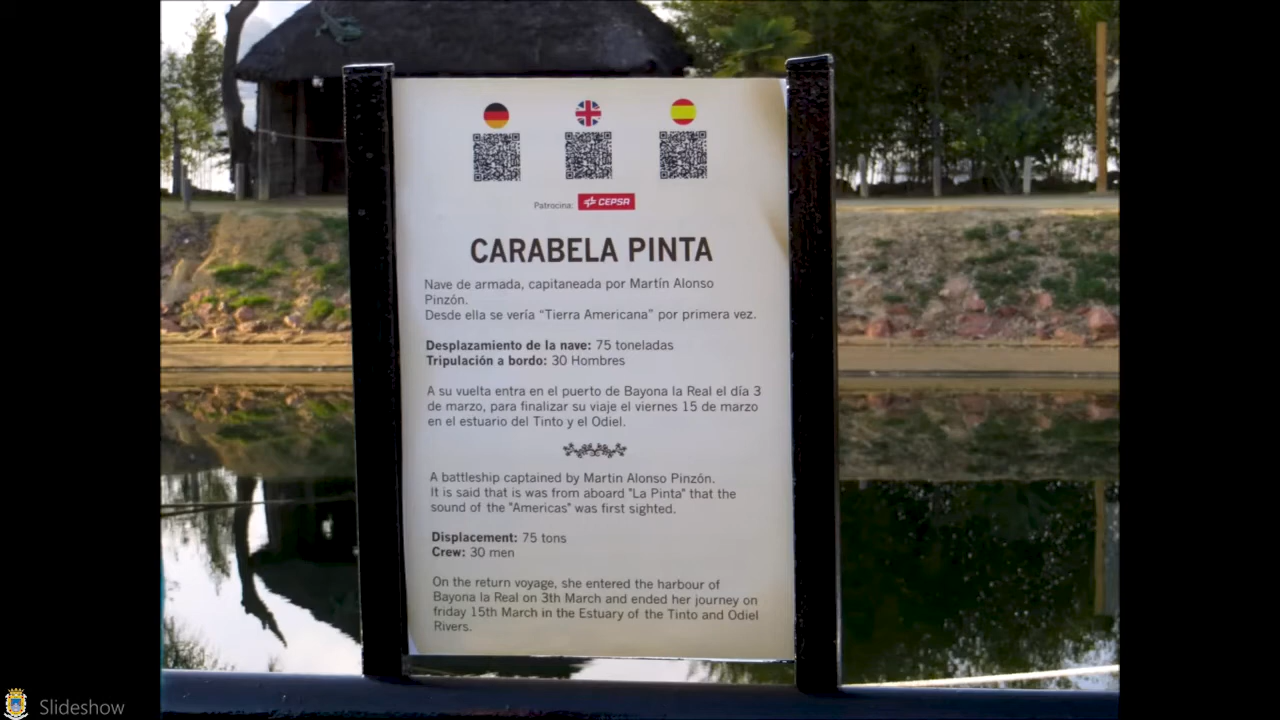 Patrocina: CEPSA
CARABELA PINTA
Nave de armada, capitaneada por Martín Alonso
Pinzón.
Desde ella se vería “Tierra Americana” por primera vez.
Desplazamiento de la nave: 75 toneladas
Tripulación a bordo: 30 Hombres
A su vuelta entra en el puerto de Bayona la Real el día 3
de marzo, para finalizar su viaje el viernes 15 de marzo
en el estuario del Tinto y el Odiel.
A battleship captained by Martin Alonso Pinzón.
It is said that is was from aboard "La Pinta" that the
sound of the "Americas" was first sighted.
Displacement: 75 tons
Crew: 30 men
On the return voyage, she entered the harbour of
Bayona la Real on 3th March and ended her journey on
friday 15th March in the Estuary of the Tinto and Odiel
Rivers.
Slideshow